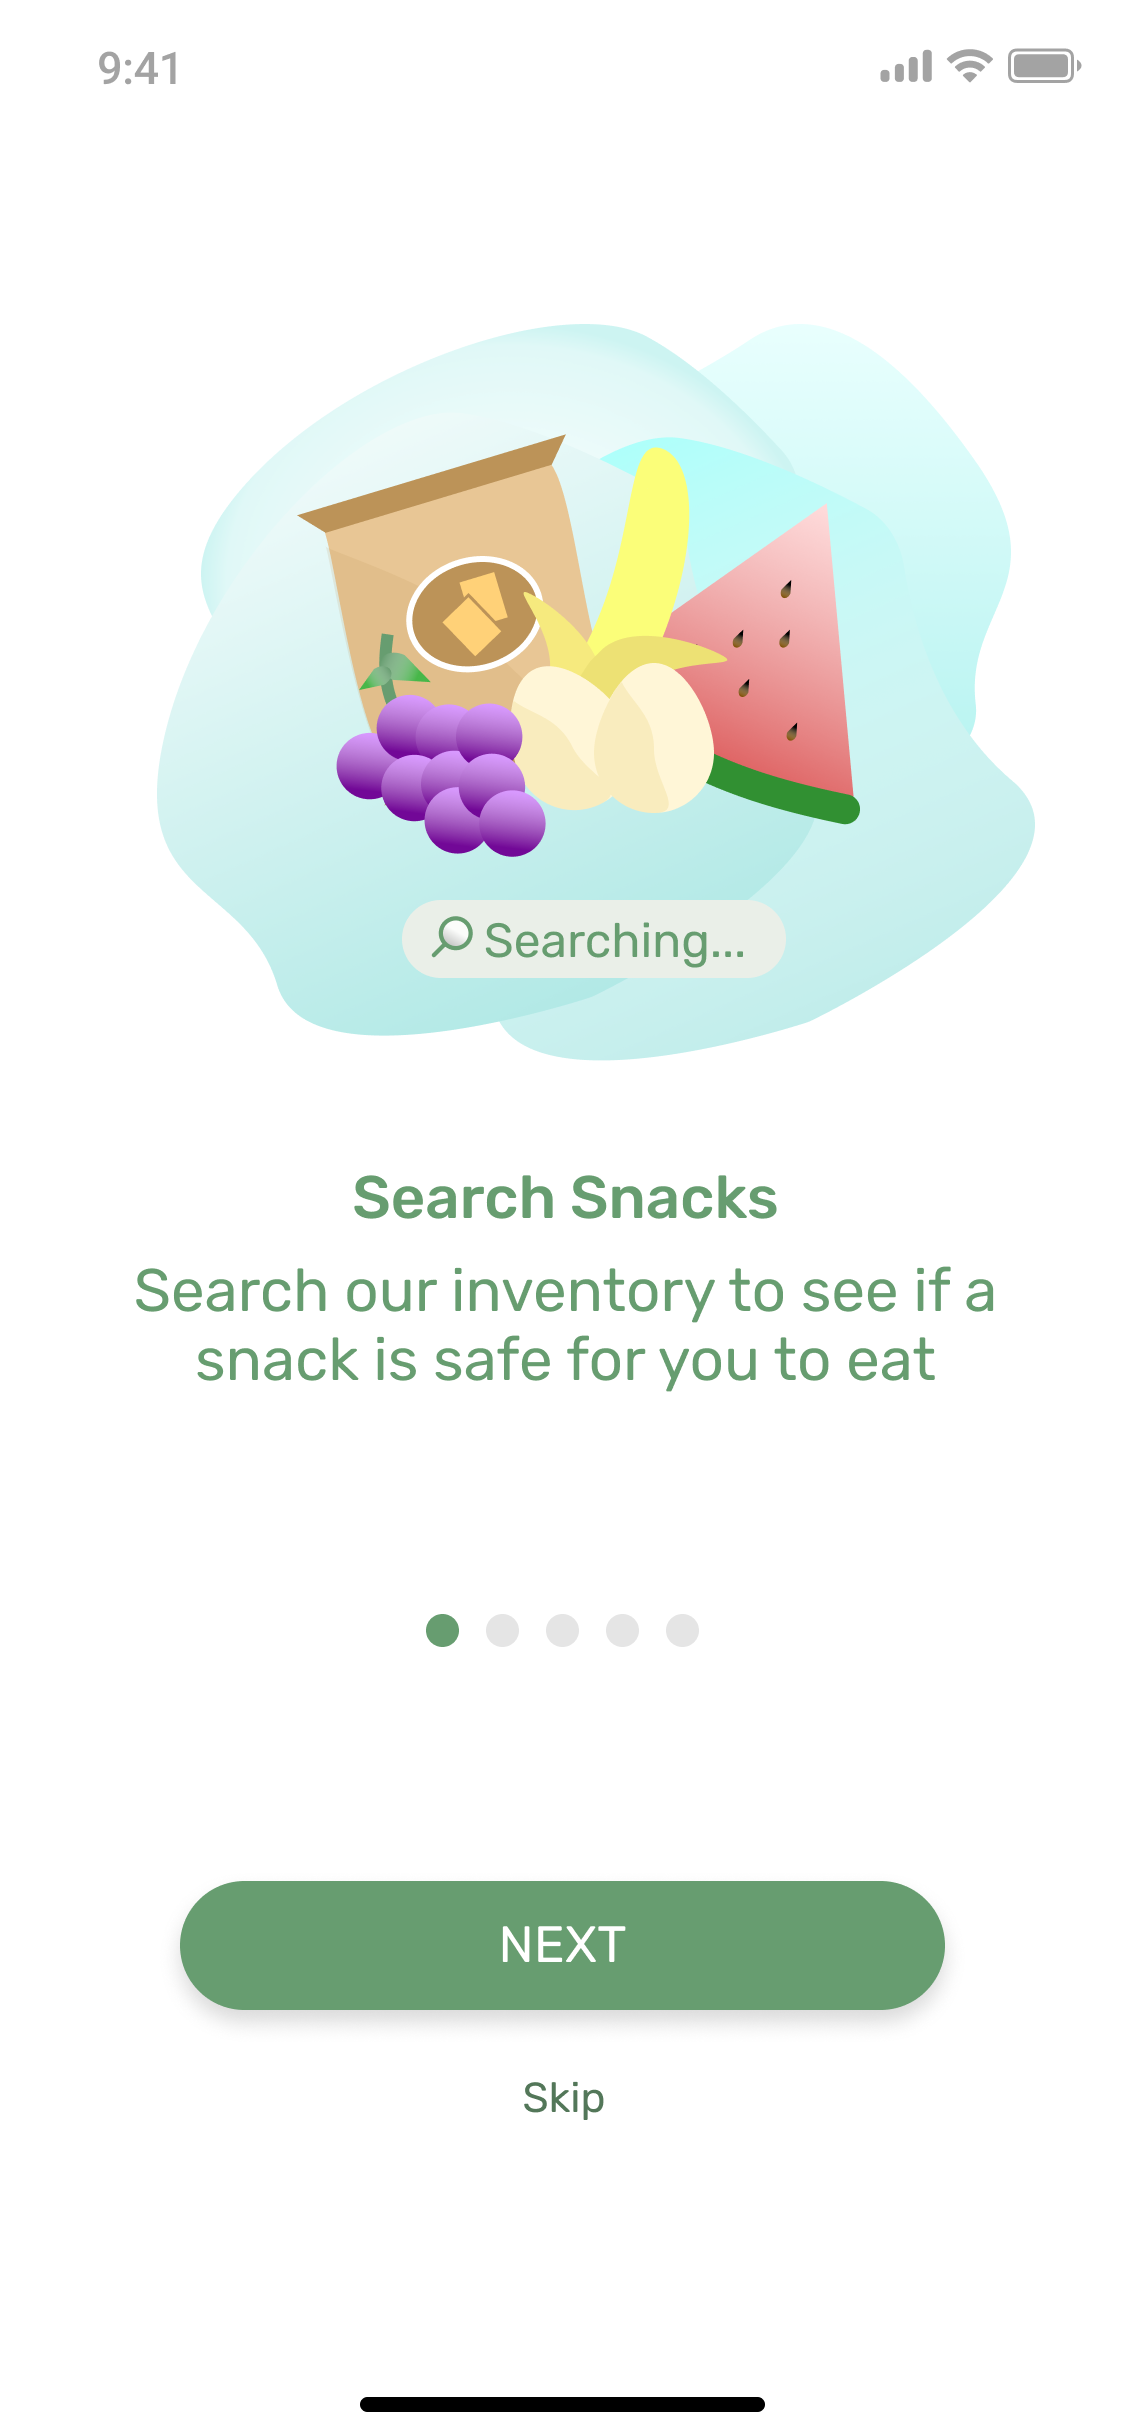 9:41
Searching...
Search Snacks
Search our inventory to see if a
snack is safe for you to eat
NEXT
Skip